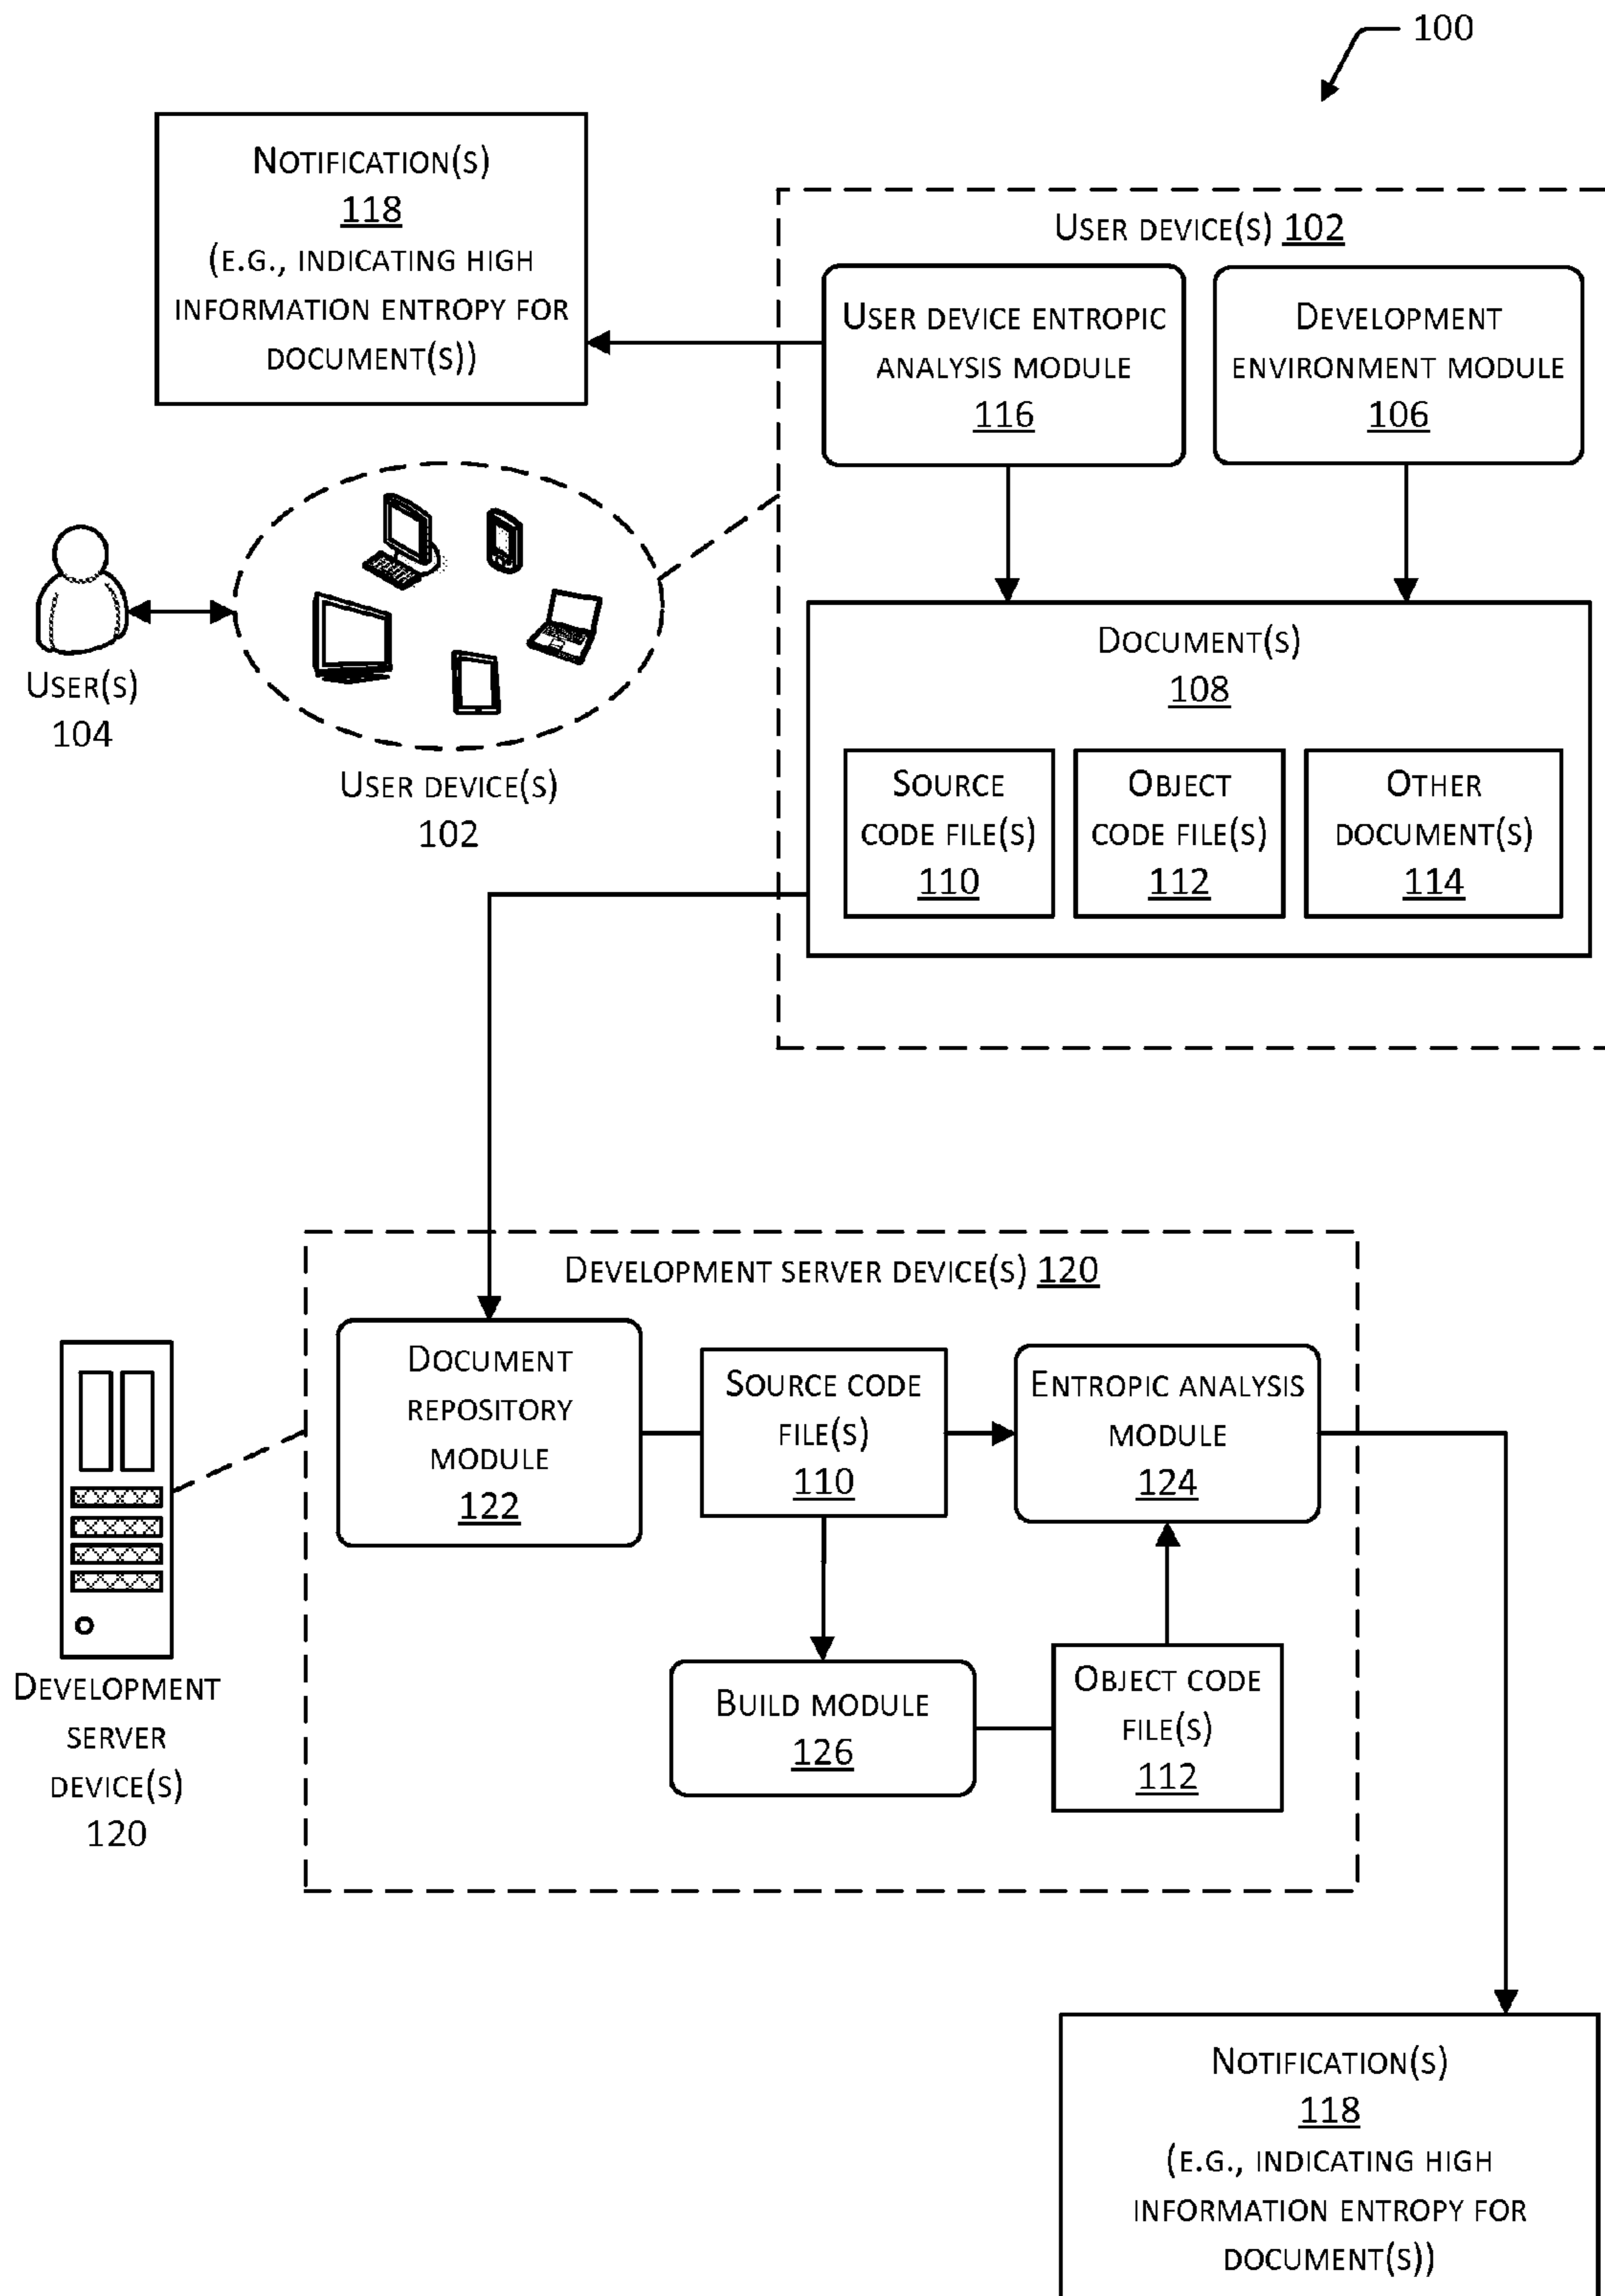 100
NOTIFICATION(S)
118
(E.G., INDICATING HIGH
INFORMATION ENTROPY FOR
DOCUMENT(S))
USER DEVICE(S) 102
USER DEVICE ENTROPIC
ANALYSIS MODULE
116
DEVELOPMENT
ENVIRONMENT MODULE
106
USER(S)
104
USER DEVICE(S)
102
DOCUMENT(S)
108
SOURCE
CODE FILE(S)
110
OBJECT
CODE FILE(S)
112
OTHER
DOCUMENT(S)
114
DEVELOPMENT SERVER DEVICE(S) 120
DOCUMENT
REPOSITORY
MODULE
122
SOURCE CODE
FILE(S)
110
ENTROPIC ANALYSIS
MODULE
124
BUILD MODULE
126
OBJECT CODE
FILE(S)
112
DEVELOPMENT
SERVER
DEVICE(S)
120
NOTIFICATION(S)
118
(E.G., INDICATING HIGH
INFORMATION ENTROPY FOR
DOCUMENT(S))